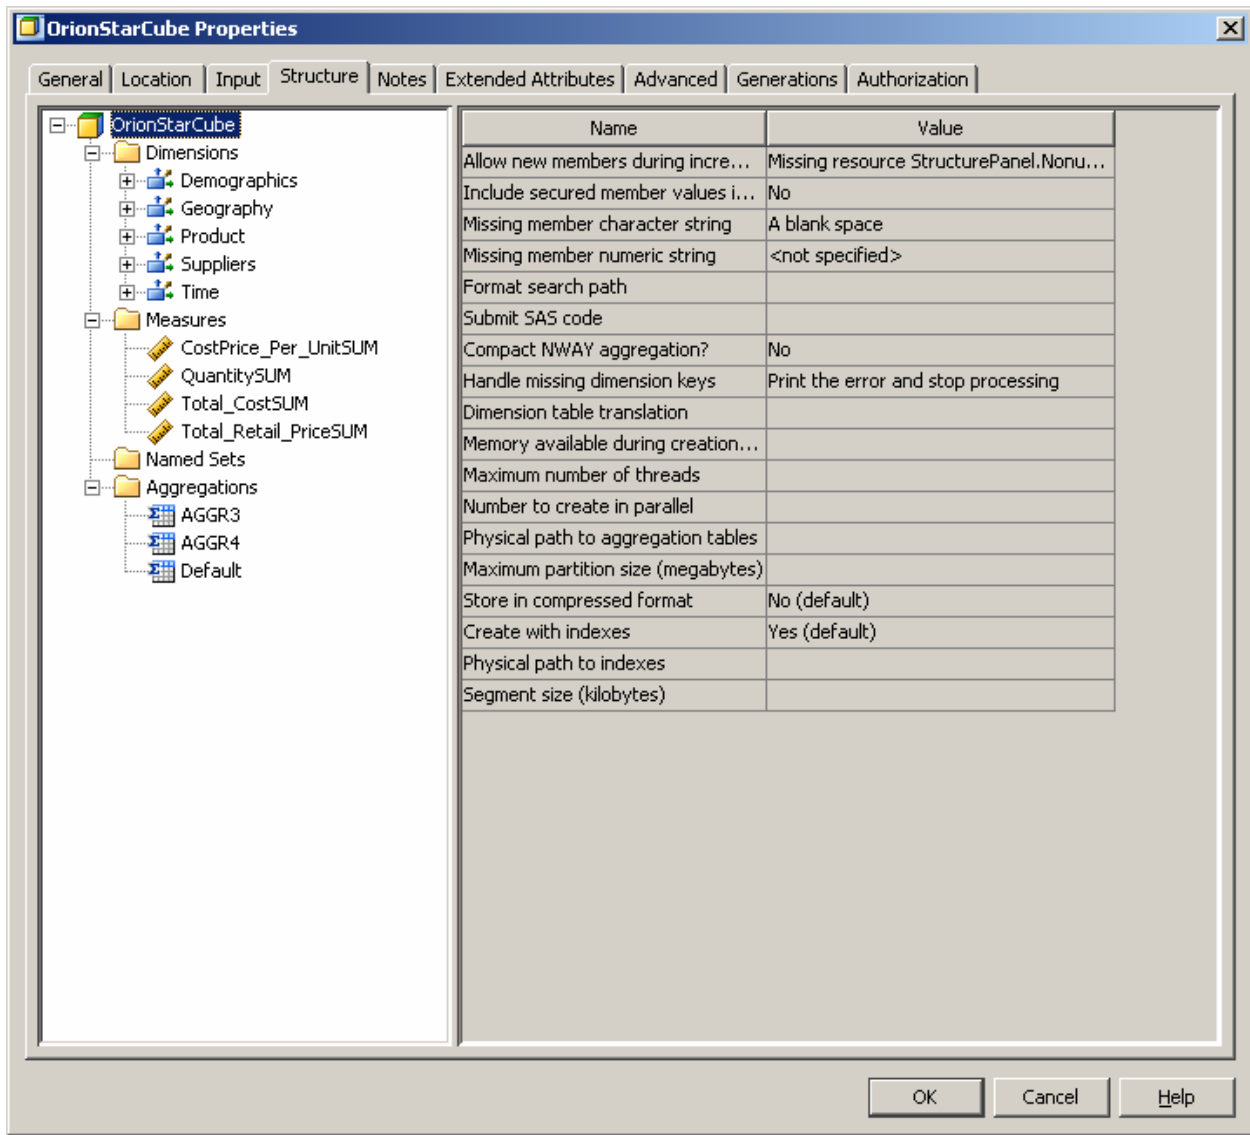 OrionStarCube Properties
General Location Input Structure Notes Extended Attributes Advanced Generations Authorization
OrionStarCube
Dimensions
Demographics
Geography
Product
Suppliers
Time
Measures
CostPrice_Per_UnitSUM
QuantitySUM
Total_CostSUM
Total_Retail_PriceSUM
Named Sets
Aggregations
AGGR3
AGGR4
Default
Name Value
Allow new members during incre... Missing resource StructurePanel.Nonu...
Include secured member values i... No
Missing member character string A blank space
Missing member numeric string <not specified>
Format search path
Submit SAS code
Compact NWAY aggregation? No
Handle missing dimension keys Print the error and stop processing
Dimension table translation
Memory available during creation...
Maximum number of threads
Number to create in parallel
Physical path to aggregation tables
Maximum partition size (megabytes)
Store in compressed format No (default)
Create with indexes Yes (default)
Physical path to indexes
Segment size (kilobytes)
OK Cancel Help